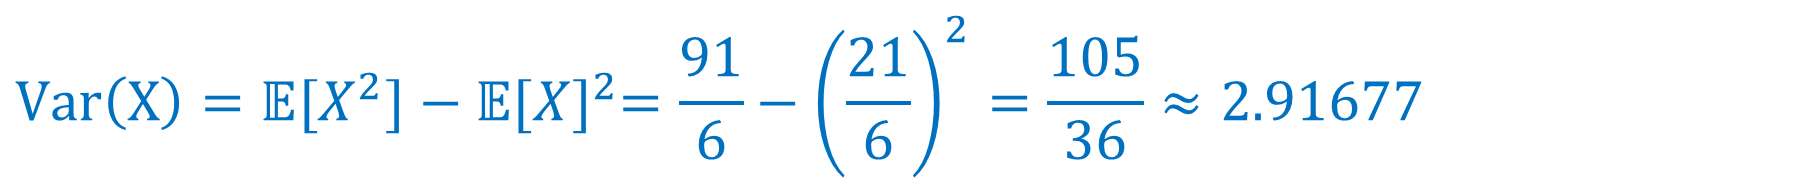 Var(X) = 𝔼[X²] − 𝔼[X]² = 91/6 − (21/6)² = 105/36 ≈ 2.91677